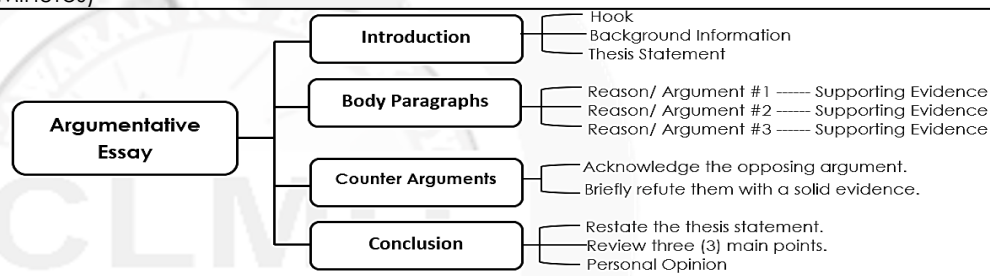 Introduction
Hook
Background Information
Thesis Statement
Argumentative
Essay
Body Paragraphs
Reason/ Argument #1 ------ Supporting Evidence
Reason/ Argument #2 ------ Supporting Evidence
Reason/ Argument #3 ------ Supporting Evidence
Counter Arguments
Acknowledge the opposing argument.
Briefly refute them with a solid evidence.
Conclusion
Restate the thesis statement.
Review three (3) main points.
Personal Opinion